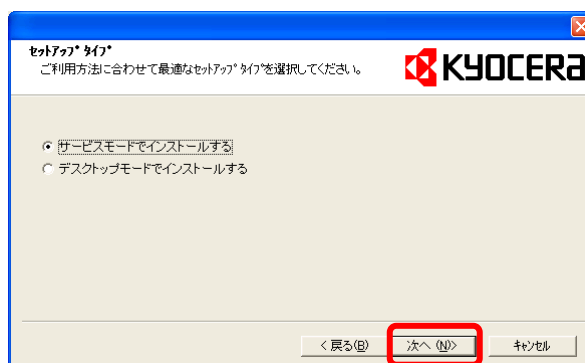 セットアップ タイプ
ご利用方法に合わせて最適なセットアップ タイプを選択してください。
KYOCERa
サービスモードでインストールする
デスクトップモードでインストールする
< 戻る(B)
次へ (N)>
キャンセル